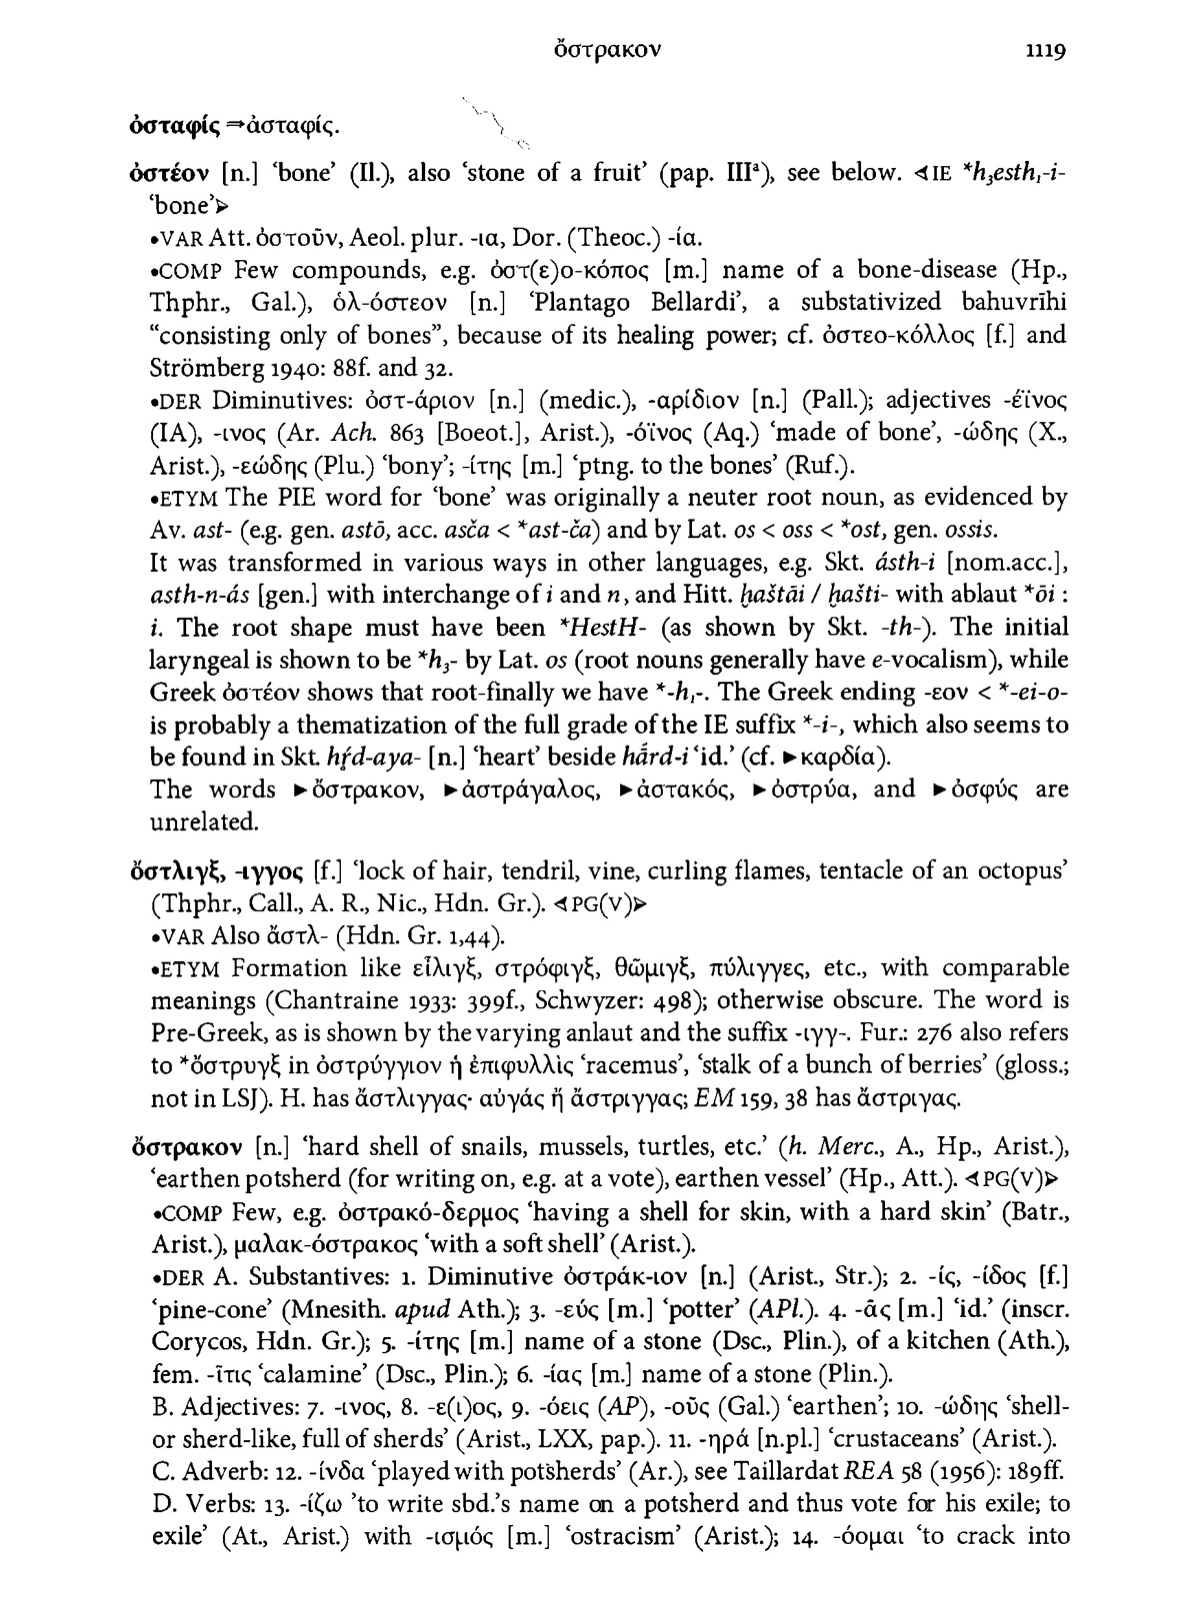 ὄστρακον 1119
ὀσταφίς ⇒ἀσταφίς.
ὀστέον [n.] ‘bone’ (Il.), also ‘stone of a fruit’ (pap. IIIᵃ), see below. ⊲IE *h₃esth₁-i-
‘bone’⊳
•VAR Att. ὀστοῦν, Aeol. plur. -ια, Dor. (Theoc.) -ία.
•COMP Few compounds, e.g. ὀστ(ε)ο-κόπος [m.] name of a bone-disease (Hp.,
Thphr., Gal.), ὁλ-όστεον [n.] ‘Plantago Bellardi’, a substativized bahuvrīhi
“consisting only of bones”, because of its healing power; cf. ὀστεο-κόλλος [f.] and
Strömberg 1940: 88f. and 32.
•DER Diminutives: ὀστ-άριον [n.] (medic.), -αρίδιον [n.] (Pall.); adjectives -έϊνος
(IA), -ινος (Ar. Ach. 863 [Boeot.], Arist.), -όϊνος (Aq.) ‘made of bone’, -ώδης (X.,
Arist.), -εώδης (Plu.) ‘bony’; -ίτης [m.] ‘ptng. to the bones’ (Ruf.).
•ETYM The PIE word for ‘bone’ was originally a neuter root noun, as evidenced by
Av. ast- (e.g. gen. astō, acc. asča < *ast-ča) and by Lat. os < oss < *ost, gen. ossis.
It was transformed in various ways in other languages, e.g. Skt. ásth-i [nom.acc.],
asth-n-ás [gen.] with interchange of i and n, and Hitt. ḫaštāi / ḫašti- with ablaut *ōi :
i. The root shape must have been *HestH- (as shown by Skt. -th-). The initial
laryngeal is shown to be *h₃- by Lat. os (root nouns generally have e-vocalism), while
Greek ὀστέον shows that root-finally we have *-h₁-. The Greek ending -εον < *-ei-o-
is probably a thematization of the full grade of the IE suffix *-i-, which also seems to
be found in Skt. hṛ́d-aya- [n.] ‘heart’ beside hā́rd-i ‘id.’ (cf. ►καρδία).
The words ►ὄστρακον, ►ἀστράγαλος, ►ἀστακός, ►ὀστρύα, and ►ὀσφύς are
unrelated.
ὄστλιγξ, -ιγγος [f.] ‘lock of hair, tendril, vine, curling flames, tentacle of an octopus’
(Thphr., Call., A. R., Nic., Hdn. Gr.). ⊲PG(V)⊳
•VAR Also ἄστλ- (Hdn. Gr. 1,44).
•ETYM Formation like εἶλιγξ, στρόφιγξ, θῶμιγξ, πύλιγγες, etc., with comparable
meanings (Chantraine 1933: 399f., Schwyzer: 498); otherwise obscure. The word is
Pre-Greek, as is shown by the varying anlaut and the suffix -ιγγ-. Fur.: 276 also refers
to *ὄστρυγξ in ὀστρύγγιον ἡ ἐπιφυλλὶς ‘racemus’, ‘stalk of a bunch of berries’ (gloss.;
not in LSJ). H. has ἄστλιγγας· αὐγάς ἤ ἄστριγγας; EM 159, 38 has ἄστριγας.
ὄστρακον [n.] ‘hard shell of snails, mussels, turtles, etc.’ (h. Merc., A., Hp., Arist.),
‘earthen potsherd (for writing on, e.g. at a vote), earthen vessel’ (Hp., Att.). ⊲PG(V)⊳
•COMP Few, e.g. ὀστρακό-δερμος ‘having a shell for skin, with a hard skin’ (Batr.,
Arist.), μαλακ-όστρακος ‘with a soft shell’ (Arist.).
•DER A. Substantives: 1. Diminutive ὀστράκ-ιον [n.] (Arist., Str.); 2. -ίς, -ίδος [f.]
‘pine-cone’ (Mnesith. apud Ath.); 3. -εύς [m.] ‘potter’ (APl.). 4. -ᾶς [m.] ‘id.’ (inscr.
Corycos, Hdn. Gr.); 5. -ίτης [m.] name of a stone (Dsc., Plin.), of a kitchen (Ath.),
fem. -ῖτις ‘calamine’ (Dsc., Plin.); 6. -ίας [m.] name of a stone (Plin.).
B. Adjectives: 7. -ινος, 8. -ε(ι)ος, 9. -όεις (AP), -οῦς (Gal.) ‘earthen’; 10. -ώδης ‘shell-
or sherd-like, full of sherds’ (Arist., LXX, pap.). 11. -ηρά [n.pl.] ‘crustaceans’ (Arist.).
C. Adverb: 12. -ίνδα ‘played with potsherds’ (Ar.), see Taillardat REA 58 (1956): 189ff.
D. Verbs: 13. -ίζω ’to write sbd.’s name on a potsherd and thus vote for his exile; to
exile’ (At., Arist.) with -ισμός [m.] ‘ostracism’ (Arist.); 14. -όομαι ‘to crack into